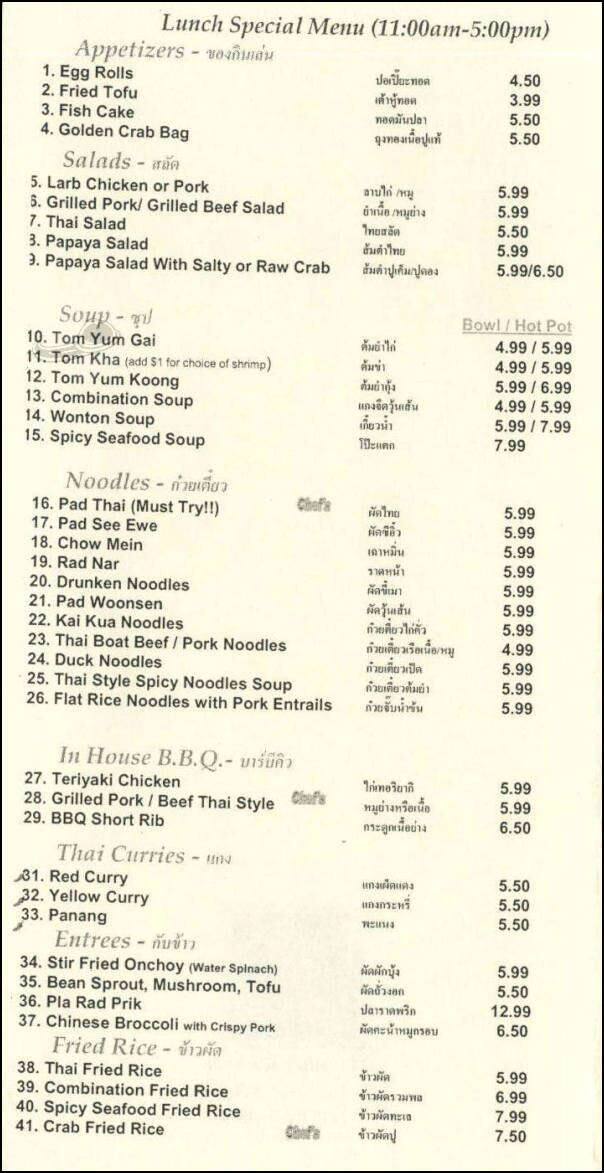 Lunch Special Menu (11:00am-5:00pm)
Appetizers - ของกินเล่น
1. Egg Rolls ปอเปี๊ยะทอด 4.50
2. Fried Tofu เต้าหู้ทอด 3.99
3. Fish Cake ทอดมันปลา 5.50
4. Golden Crab Bag ถุงทองเนื้อปูแท้ 5.50
Salads - สลัด
5. Larb Chicken or Pork ลาบไก่ /หมู 5.99
6. Grilled Pork/ Grilled Beef Salad ยำเนื้อ /หมูย่าง 5.99
7. Thai Salad ไทยสลัด 5.50
8. Papaya Salad ส้มตำไทย 5.99
9. Papaya Salad With Salty or Raw Crab ส้มตำปูเค็ม/ปูดอง 5.99/6.50
Soup - ซุป Bowl / Hot Pot
10. Tom Yum Gai ต้มยำไก่ 4.99 / 5.99
11. Tom Kha (add $1 for choice of shrimp) ต้มข่า 4.99 / 5.99
12. Tom Yum Koong ต้มยำกุ้ง 5.99 / 6.99
13. Combination Soup แกงจืดวุ้นเส้น 4.99 / 5.99
14. Wonton Soup เกี๊ยวน้ำ 5.99 / 7.99
15. Spicy Seafood Soup โป๊ะแตก 7.99
Noodles - ก๋วยเตี๋ยว
16. Pad Thai (Must Try!!) Chef's ผัดไทย 5.99
17. Pad See Ewe ผัดซีอิ๊ว 5.99
18. Chow Mein เถาหมิ่น 5.99
19. Rad Nar ราดหน้า 5.99
20. Drunken Noodles ผัดขี้เมา 5.99
21. Pad Woonsen ผัดวุ้นเส้น 5.99
22. Kai Kua Noodles ก๋วยเตี๋ยวไก่คั่ว 5.99
23. Thai Boat Beef / Pork Noodles ก๋วยเตี๋ยวเรือเนื้อ/หมู 4.99
24. Duck Noodles ก๋วยเตี๋ยวเป็ด 5.99
25. Thai Style Spicy Noodles Soup ก๋วยเตี๋ยวต้มยำ 5.99
26. Flat Rice Noodles with Pork Entrails ก๋วยจั๊บน้ำข้น 5.99
In House B.B.Q.- บาร์บีคิว
27. Teriyaki Chicken ไก่เทอริยากิ 5.99
28. Grilled Pork / Beef Thai Style Chef's หมูย่างหรือเนื้อ 5.99
29. BBQ Short Rib กระดูกเนื้อย่าง 6.50
Thai Curries - แกง
31. Red Curry แกงเผ็ดแดง 5.50
32. Yellow Curry แกงกระหรี่ 5.50
33. Panang พะแนง 5.50
Entrees - กับข้าว
34. Stir Fried Onchoy (Water Spinach) ผัดผักบุ้ง 5.99
35. Bean Sprout, Mushroom, Tofu ผัดถั่วงอก 5.50
36. Pla Rad Prik ปลาราดพริก 12.99
37. Chinese Broccoli with Crispy Pork ผัดคะน้าหมูกรอบ 6.50
Fried Rice - ข้าวผัด
38. Thai Fried Rice ข้าวผัด 5.99
39. Combination Fried Rice ข้าวผัดรวมพล 6.99
40. Spicy Seafood Fried Rice ข้าวผัดทะเล 7.99
41. Crab Fried Rice Chef's ข้าวผัดปู 7.50